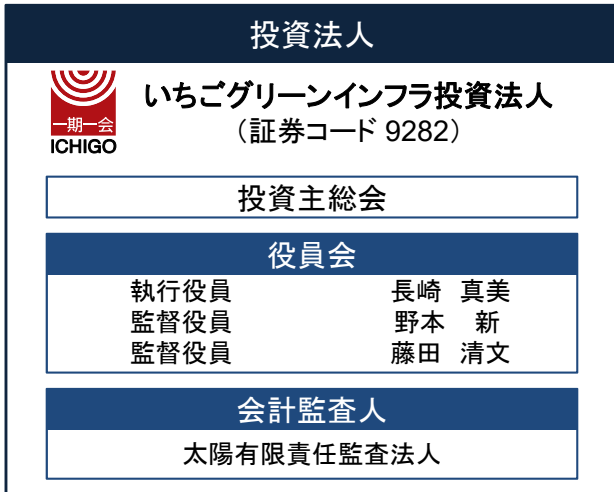 投資法人
一期一会
ICHIGO
いちごグリーンインフラ投資法人
（証券コード 9282）
投資主総会
役員会
執行役員 長崎 真美
監督役員 野本 新
監督役員 藤田 清文
会計監査人
太陽有限責任監査法人